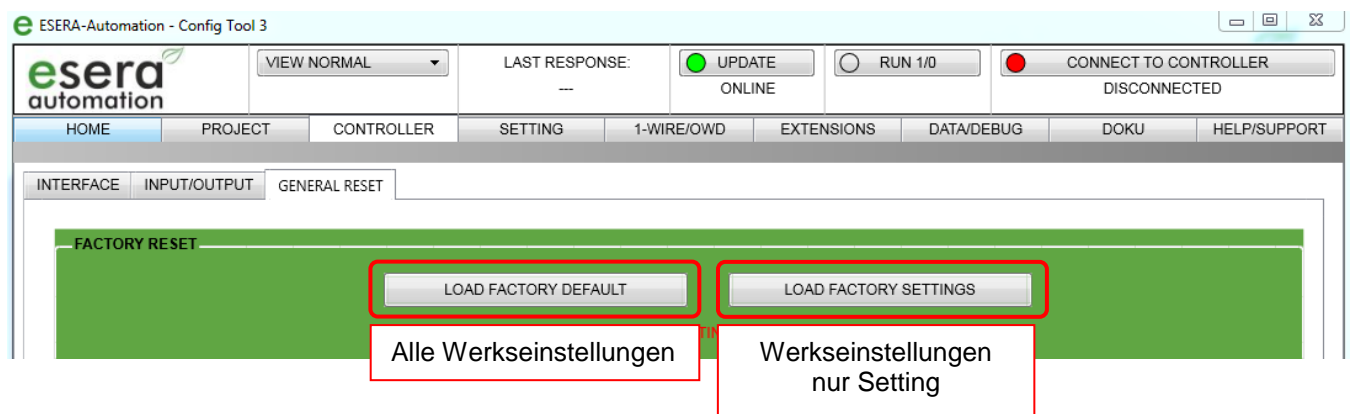 ESERA-Automation - Config Tool 3
esera
automation
VIEW NORMAL
LAST RESPONSE:
---
UPDATE
ONLINE
RUN 1/0
CONNECT TO CONTROLLER
DISCONNECTED
HOME PROJECT CONTROLLER SETTING 1-WIRE/OWD EXTENSIONS DATA/DEBUG DOKU HELP/SUPPORT
INTERFACE INPUT/OUTPUT GENERAL RESET
FACTORY RESET
LOAD FACTORY DEFAULT LOAD FACTORY SETTINGS
Alle Werkseinstellungen
Werkseinstellungen
nur Setting